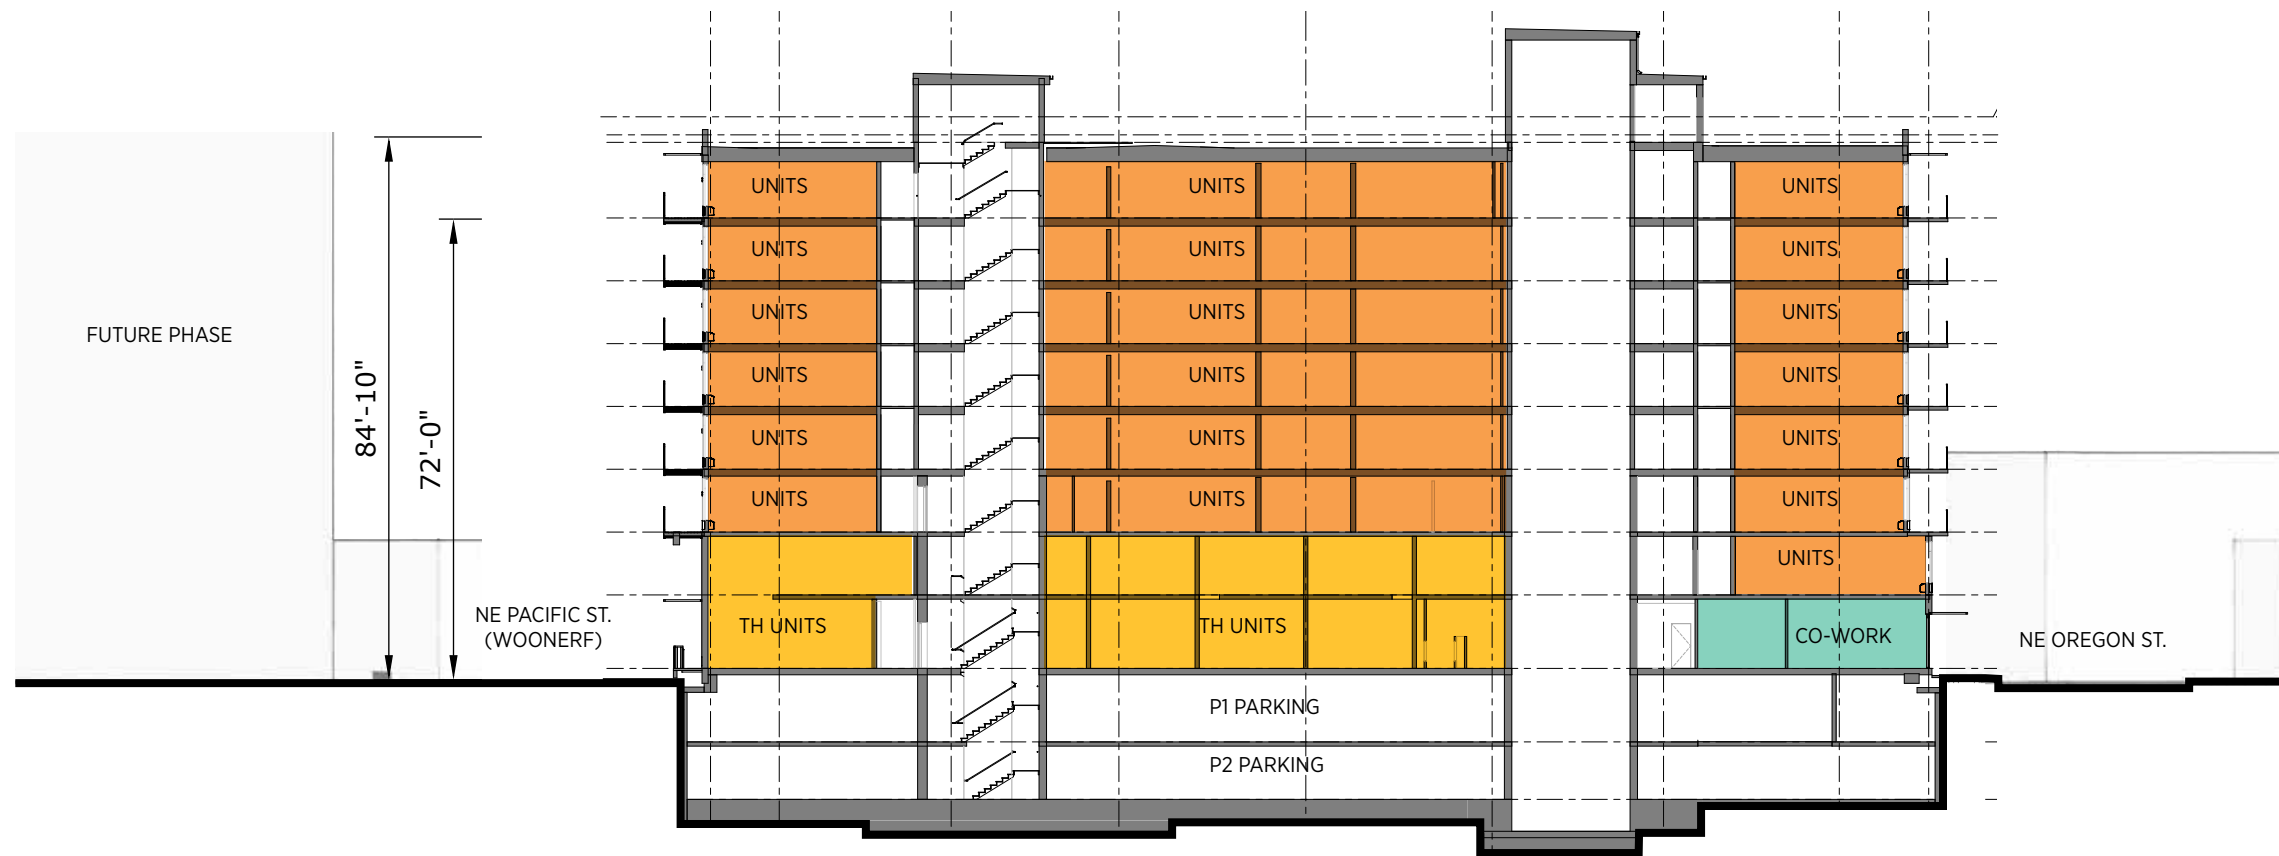 UNITS UNITS UNITS
UNITS UNITS UNITS
UNITS UNITS UNITS
FUTURE PHASE
84'-10"
72'-0"
UNITS UNITS UNITS
UNITS UNITS UNITS
UNITS UNITS UNITS
UNITS
NE PACIFIC ST.
(WOONERF)
TH UNITS
TH UNITS
CO-WORK
NE OREGON ST.
P1 PARKING
P2 PARKING